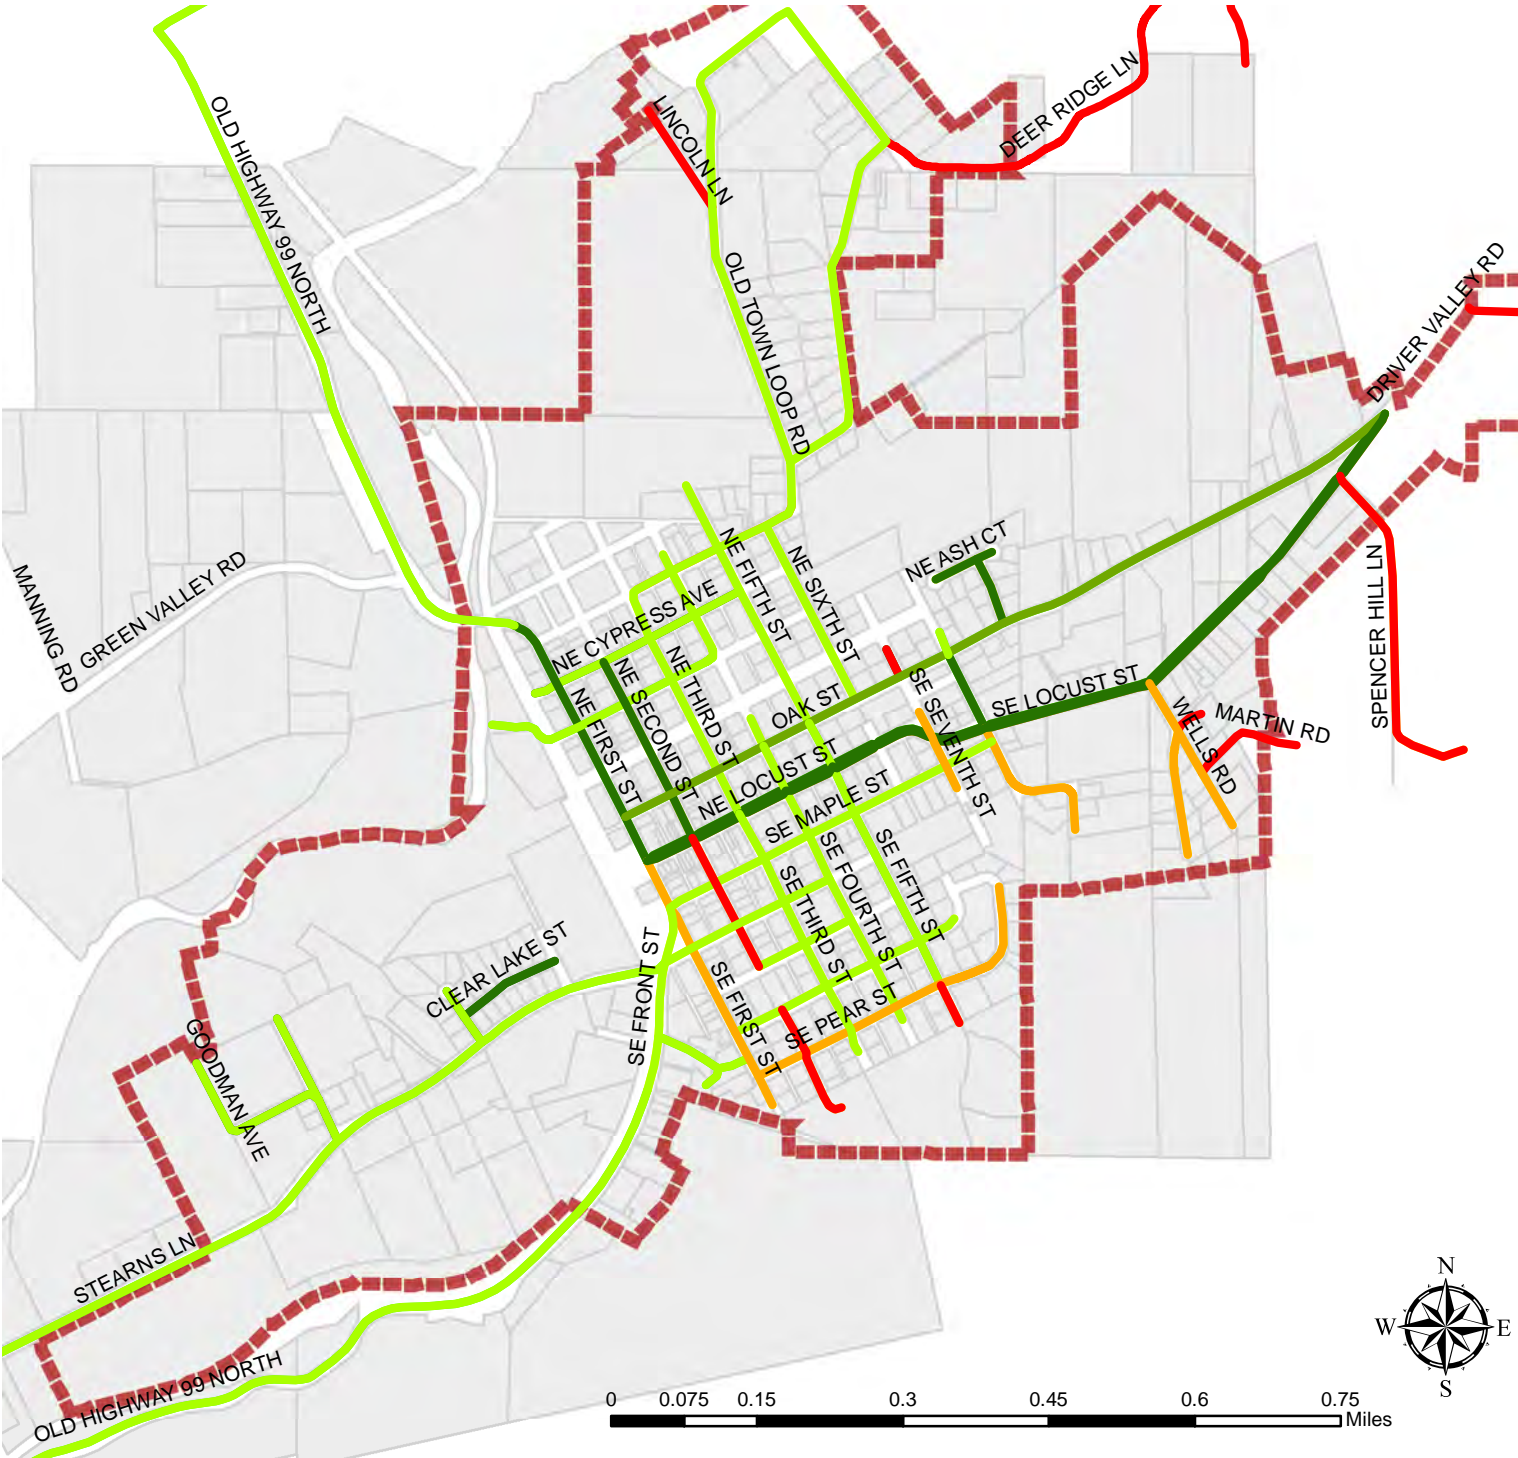 DEER RIDGE LN
LINCOLN LN
OLD HIGHWAY 99 NORTH
OLD TOWN LOOP RD
DRIVER VALLEY RD
NE ASH CT
NE FIFTH ST
NE SIXTH ST
GREEN VALLEY RD
MANNING RD
NE CYPRESS AVE
SPENCER HILL LN
NE THIRD ST
NE SECOND ST
NE FIRST ST
OAK ST
SE SEVENTH ST
SE LOCUST ST
WELLS RD
MARTIN RD
NE LOCUST ST
SE MAPLE ST
SE FIFTH ST
SE FOURTH ST
SE THIRD ST
CLEAR LAKE ST
SE FRONT ST
SE FIRST ST
SE PEAR ST
GOODMAN AVE
STEARNS LN
OLD HIGHWAY 99 NORTH
N
W E
S
0 0.075 0.15 0.3 0.45 0.6 0.75
Miles